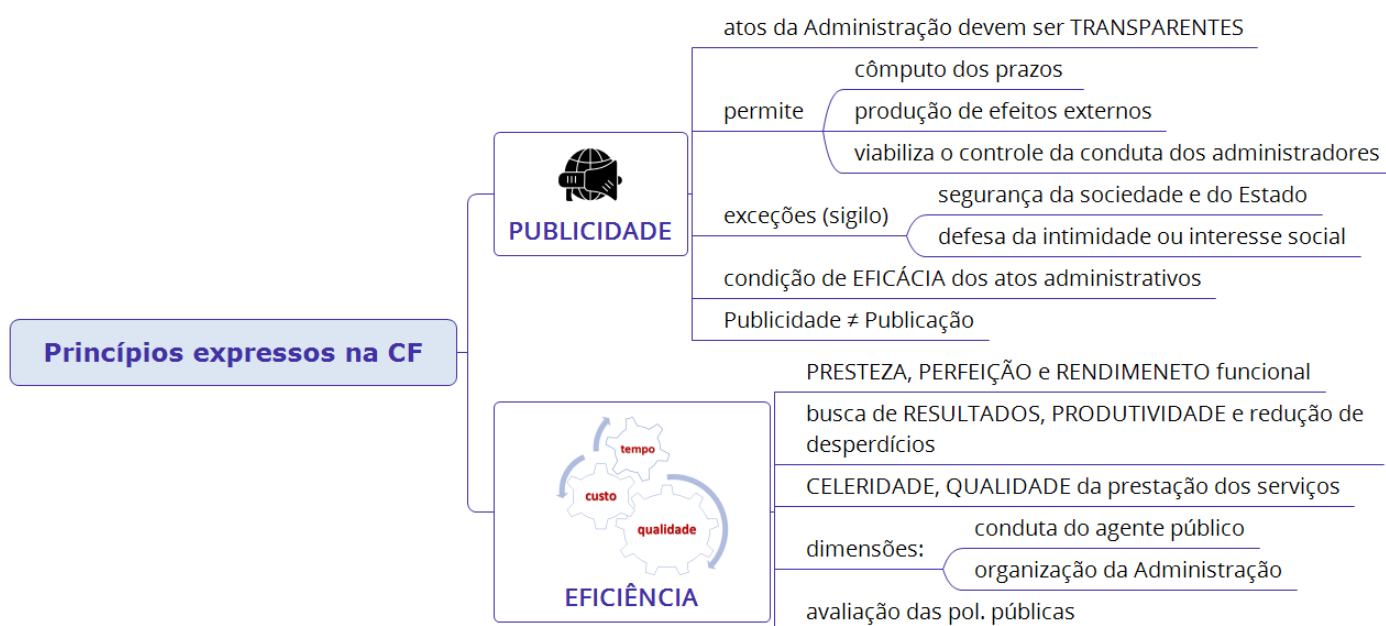 Princípios expressos na CF
PUBLICIDADE
atos da Administração devem ser TRANSPARENTES
permite
cômputo dos prazos
produção de efeitos externos
viabiliza o controle da conduta dos administradores
exceções (sigilo)
segurança da sociedade e do Estado
defesa da intimidade ou interesse social
condição de EFICÁCIA dos atos administrativos
Publicidade ≠ Publicação
tempo
custo
qualidade
EFICIÊNCIA
PRESTEZA, PERFEIÇÃO e RENDIMENETO funcional
busca de RESULTADOS, PRODUTIVIDADE e redução de
desperdícios
CELERIDADE, QUALIDADE da prestação dos serviços
dimensões:
conduta do agente público
organização da Administração
avaliação das pol. públicas